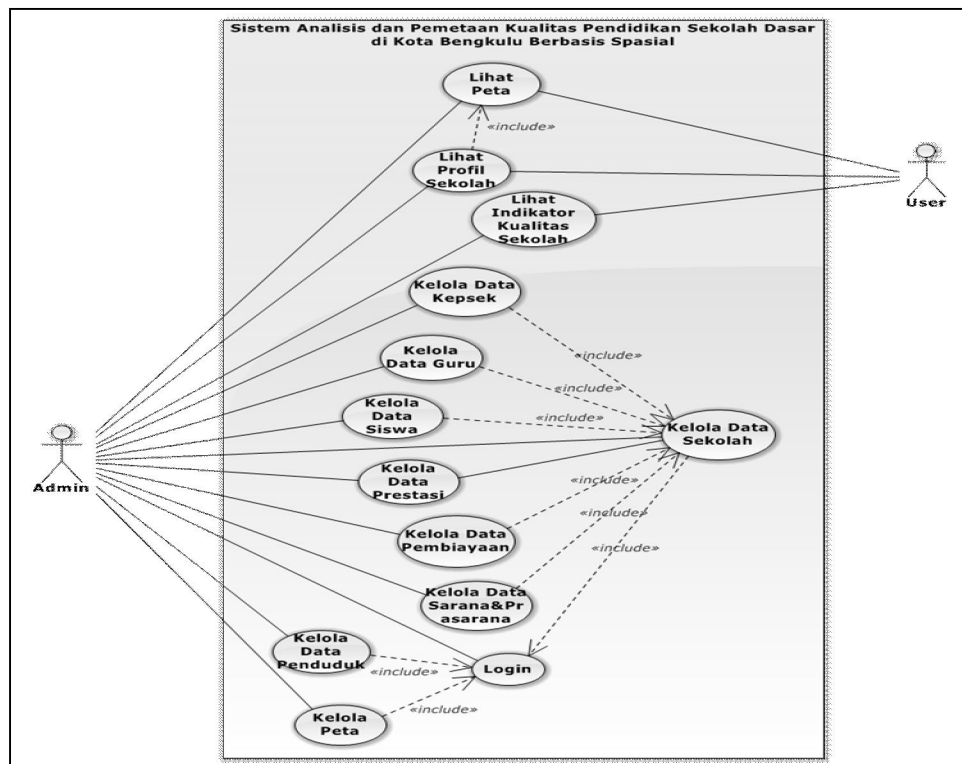 Sistem Analisis dan Pemetaan Kualitas Pendidikan Sekolah Dasar
di Kota Bengkulu Berbasis Spasial
Lihat
Peta
«include»
Lihat
Profil
Sekolah
User
Lihat
Indikator
Kualitas
Sekolah
Kelola Data
Kepsek
«include»
Kelola
Data Guru
«include»
Kelola
Data
Siswa
«include»
Kelola Data
Sekolah
Admin
Kelola
Data
Prestasi
«include»
«include»
Kelola Data
Pembiayaan
«include»
Kelola Data
Sarana&Pr
asarana
Kelola
Data
Penduduk
«include»
Login
Kelola
Peta
«include»